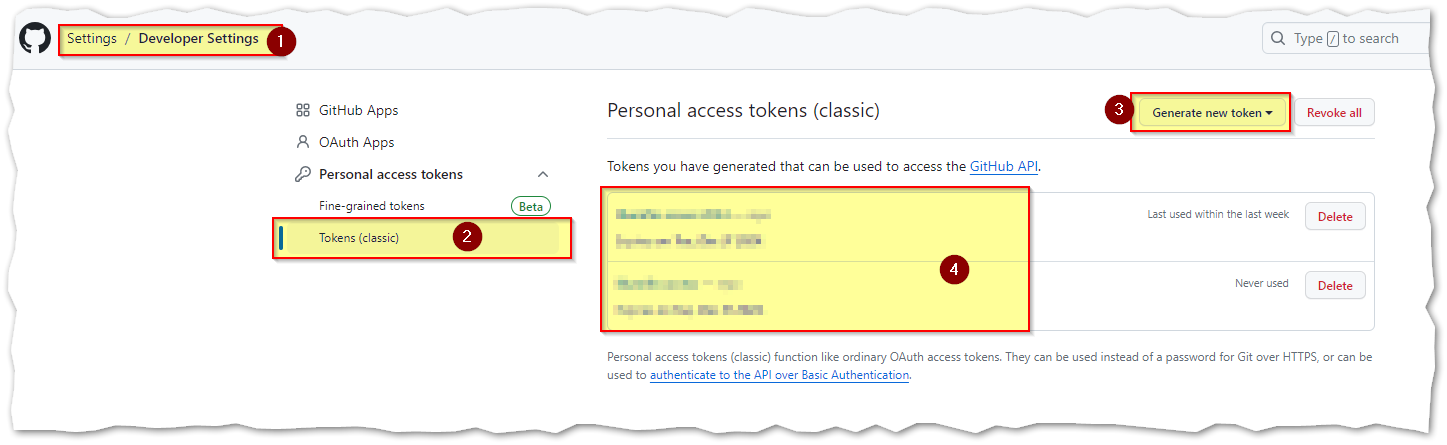 Settings / Developer Settings 1
Type / to search
GitHub Apps
OAuth Apps
Personal access tokens
Fine-grained tokens Beta
Tokens (classic) 2
Personal access tokens (classic)
3 Generate new token Revoke all
Tokens you have generated that can be used to access the GitHub API.
Last used within the last week Delete
4
Never used Delete
Personal access tokens (classic) function like ordinary OAuth access tokens. They can be used instead of a password for Git over HTTPS, or can be
used to authenticate to the API over Basic Authentication.